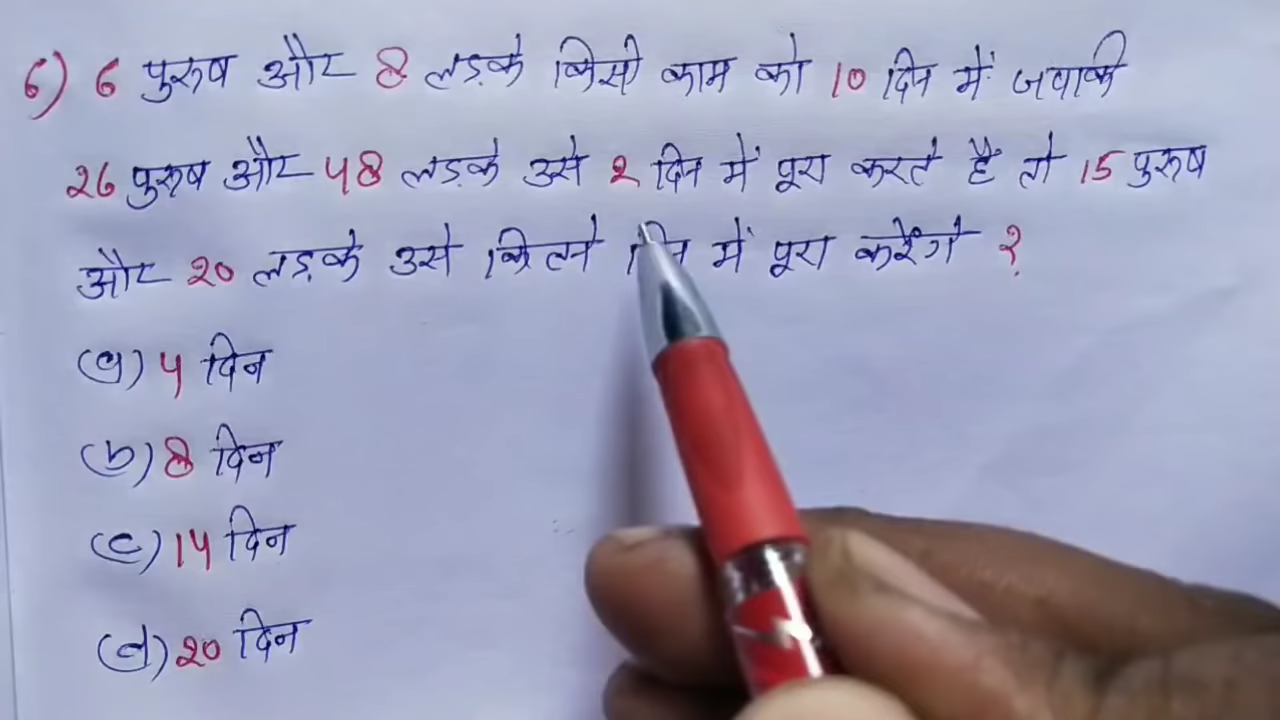 6) 6 पुरुष और 8 लड़के किसी काम को 10 दिन में जबकि
26 पुरुष और 48 लड़के उसे 2 दिन में पूरा करते हैं तो 15 पुरुष
और 20 लड़के उसे कितने दिन में पूरा करेंगे ?
(a) 4 दिन
(b) 8 दिन
(c) 14 दिन
(d) 20 दिन